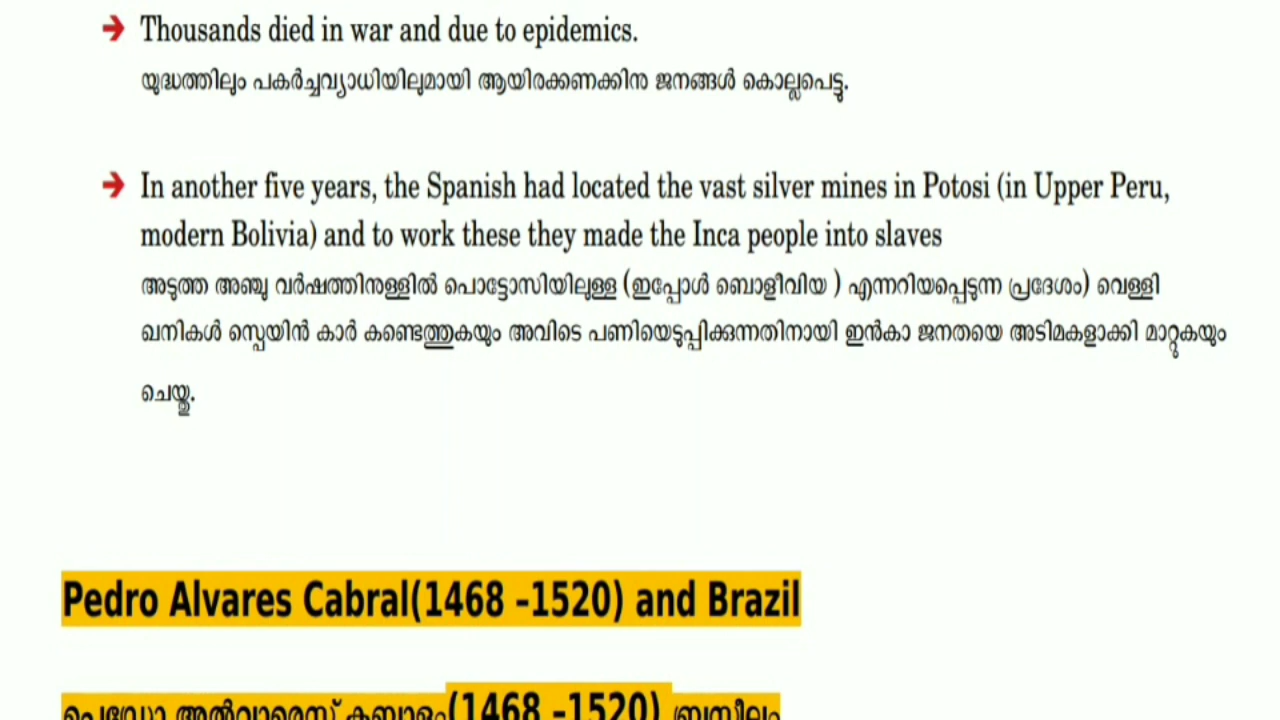 ➔ Thousands died in war and due to epidemics.
യുദ്ധത്തിലും പകർച്ചവ്യാധിയിലുമായി ആയിരക്കണക്കിനു ജനങ്ങൾ കൊല്ലപെട്ടു.
➔ In another five years, the Spanish had located the vast silver mines in Potosi (in Upper Peru,
modern Bolivia) and to work these they made the Inca people into slaves
അടുത്ത അഞ്ചു വർഷത്തിനുള്ളിൽ പൊട്ടോസിയിലുള്ള (ഇപ്പോൾ ബൊളീവിയ ) എന്നറിയപ്പെടുന്ന പ്രദേശം) വെള്ളി
ഖനികൾ സ്പെയിൻ കാർ കണ്ടെത്തുകയും അവിടെ പണിയെടുപ്പിക്കുന്നതിനായി ഇൻകാ ജനതയെ അടിമകളാക്കി മാറ്റുകയും
ചെയ്തു.
Pedro Alvares Cabral(1468 –1520) and Brazil
പെഡ്രോ അൽവാരെസ് കബ്രാളും(1468 –1520) ബ്രസീലും